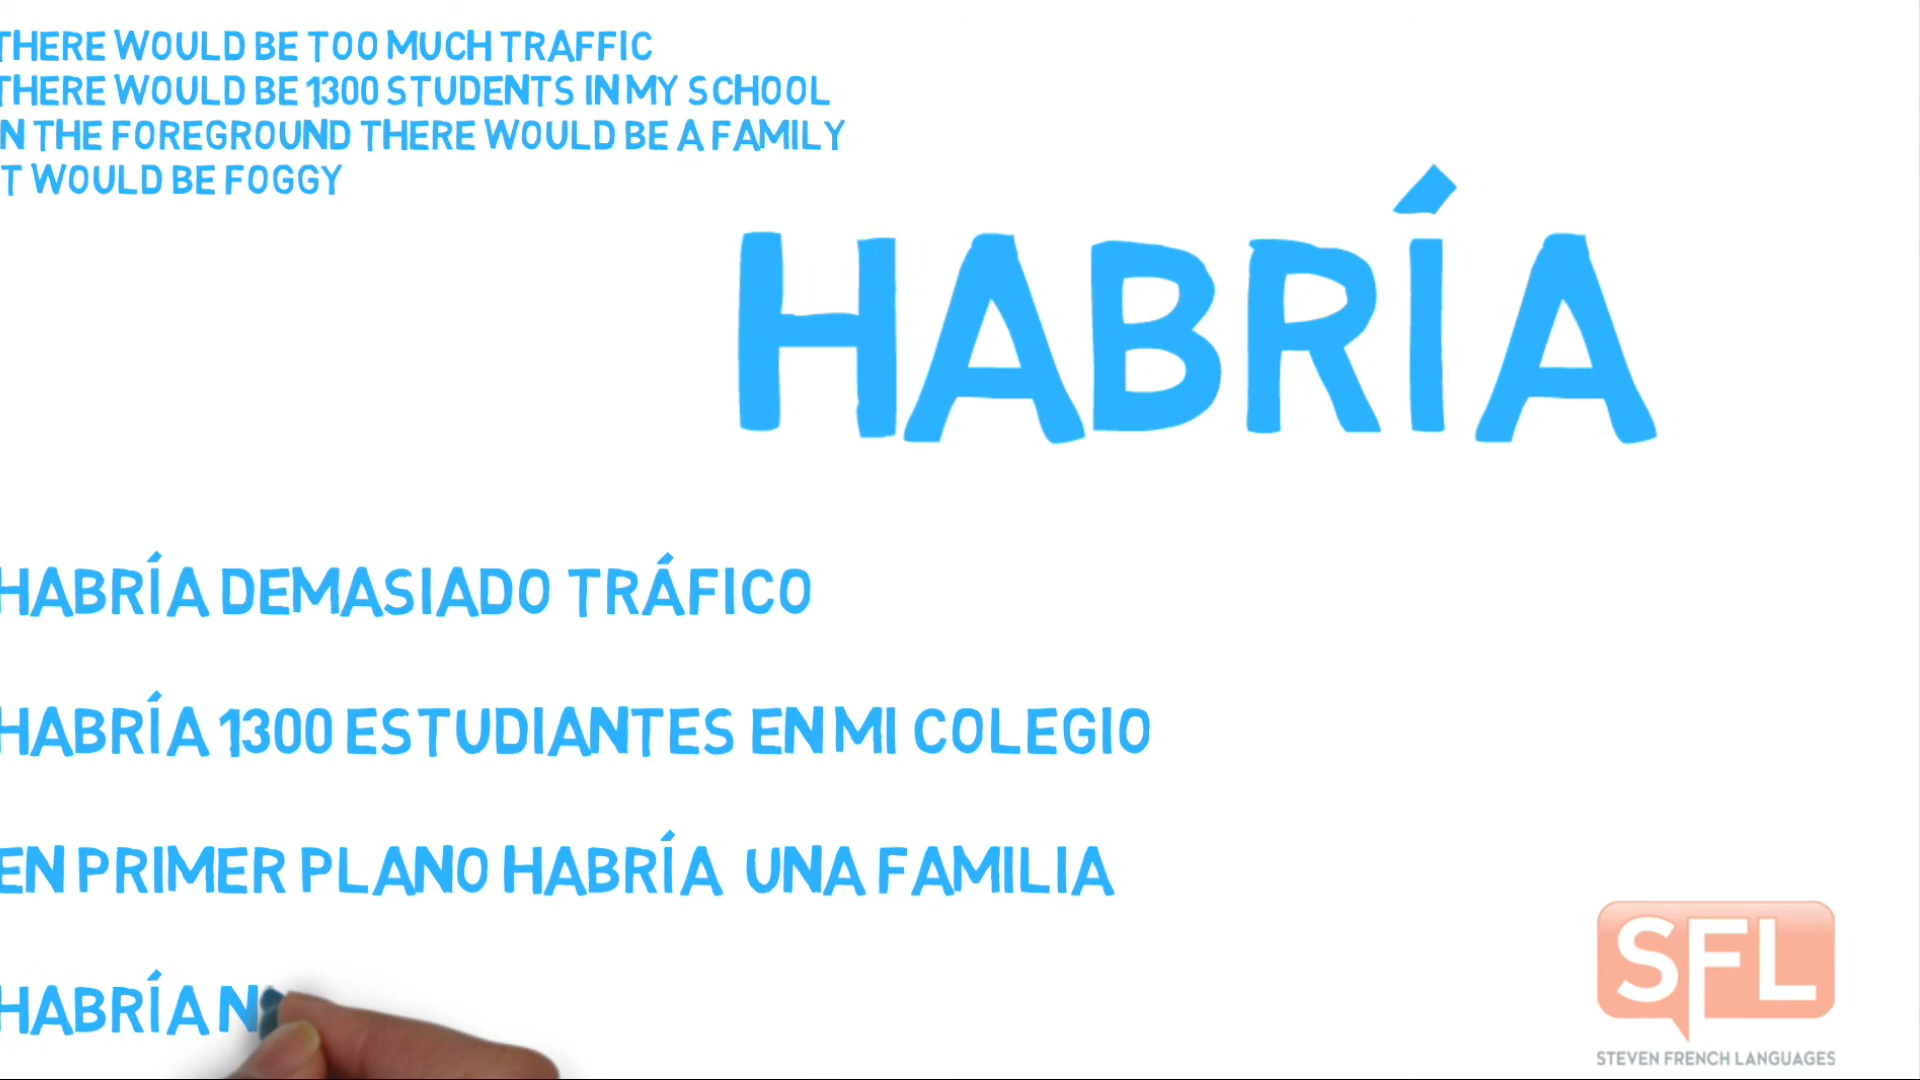 THERE WOULD BE TOO MUCH TRAFFIC
THERE WOULD BE 1300 STUDENTS IN MY SCHOOL
N THE FOREGROUND THERE WOULD BE A FAMILY
T WOULD BE FOGGY
HABRÍA
HABRÍA DEMASIADO TRÁFICO
HABRÍA 1300 ESTUDIANTES EN MI COLEGIO
EN PRIMER PLANO HABRÍA UNA FAMILIA
HABRÍA N
SFL
STEVEN FRENCH LANGUAGES